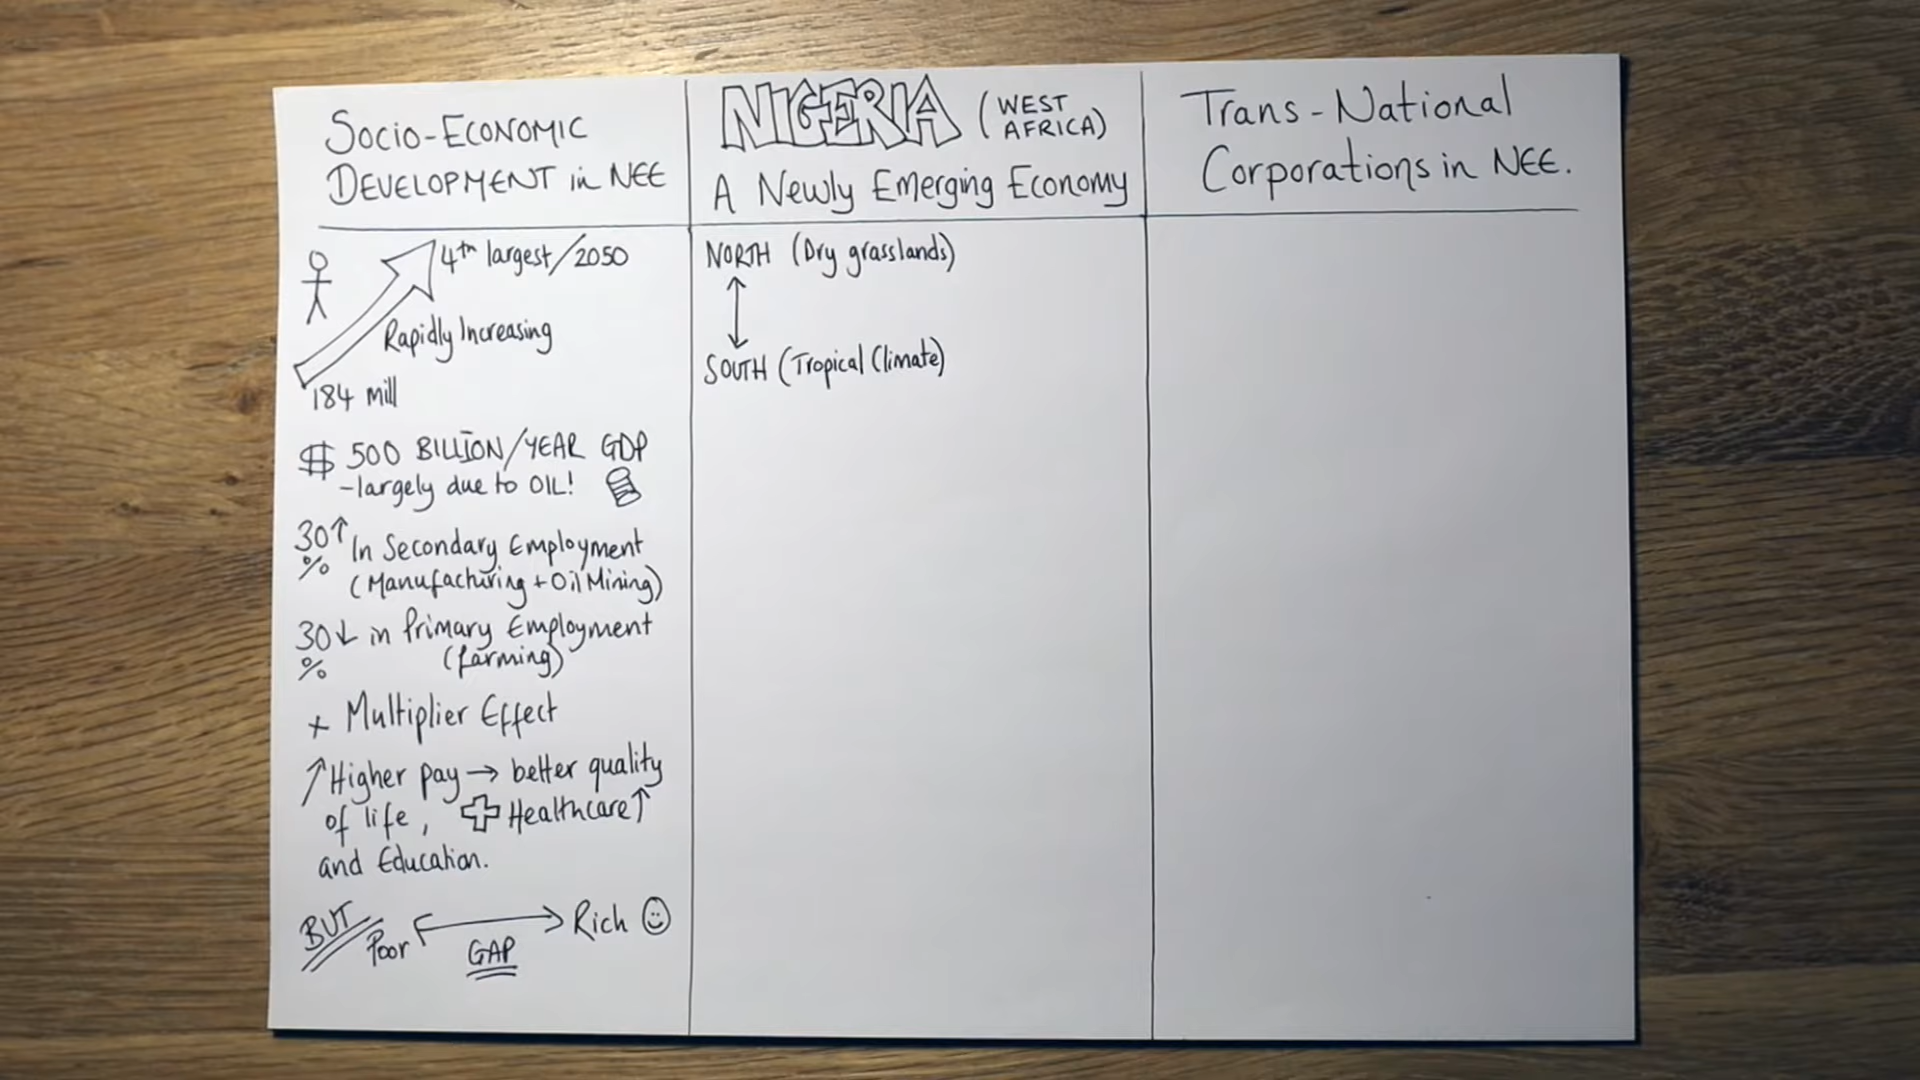 Socio-Economic
Development in NEE
4th largest/2050
Rapidly Increasing
184 mill
$ 500 BILLION/YEAR GDP
-largely due to OIL!
30↑
% In Secondary Employment
(Manufacturing + Oil Mining)
30↓ in Primary Employment
% (farming)
+ Multiplier Effect
↑Higher pay → better quality
of life, Healthcare↑
and Education.
BUT
Poor ↔ Rich
GAP
NIGERIA (WEST
AFRICA)
A Newly Emerging Economy
NORTH (Dry grasslands)
SOUTH (Tropical Climate)
Trans-National
Corporations in NEE.